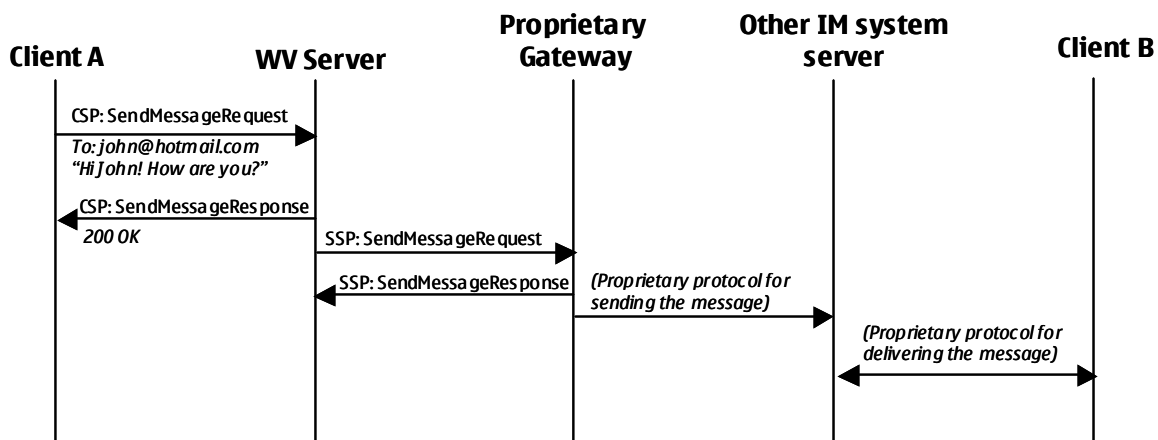 Client A
WV Server
Proprietary
Gateway
Other IM system
server
Client B
CSP: SendMessageRequest
To: john@hotmail.com
“Hi John! How are you?”
CSP: SendMessageResponse
200 OK
SSP: SendMessageRequest
SSP: SendMessageResponse
(Proprietary protocol for
sending the message)
(Proprietary protocol for
delivering the message)